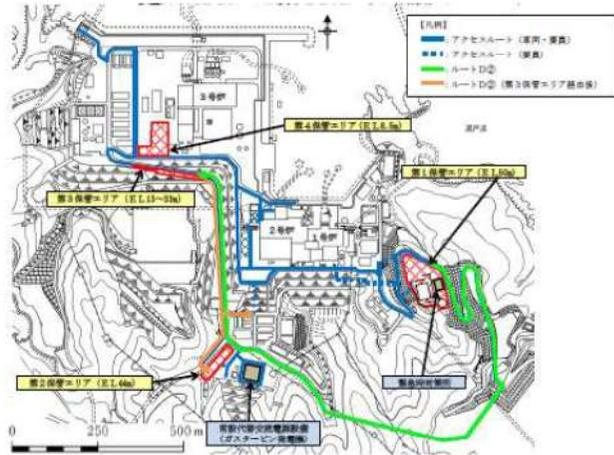 【凡例】
：アクセスルート（車両・要員）
：アクセスルート（要員）
：ルートD②
：ルートD②（第３保管エリア経由後）
3号炉
第４保管エリア（ＥＬ8.5m）
第１保管エリア（ＥＬ50m）
第３保管エリア（ＥＬ13～33m）
2号炉
1号炉
緊急時対策所
第２保管エリア（ＥＬ44m）
常設代替交流電源設備
（ガスタービン発電機）
0
250
500 m